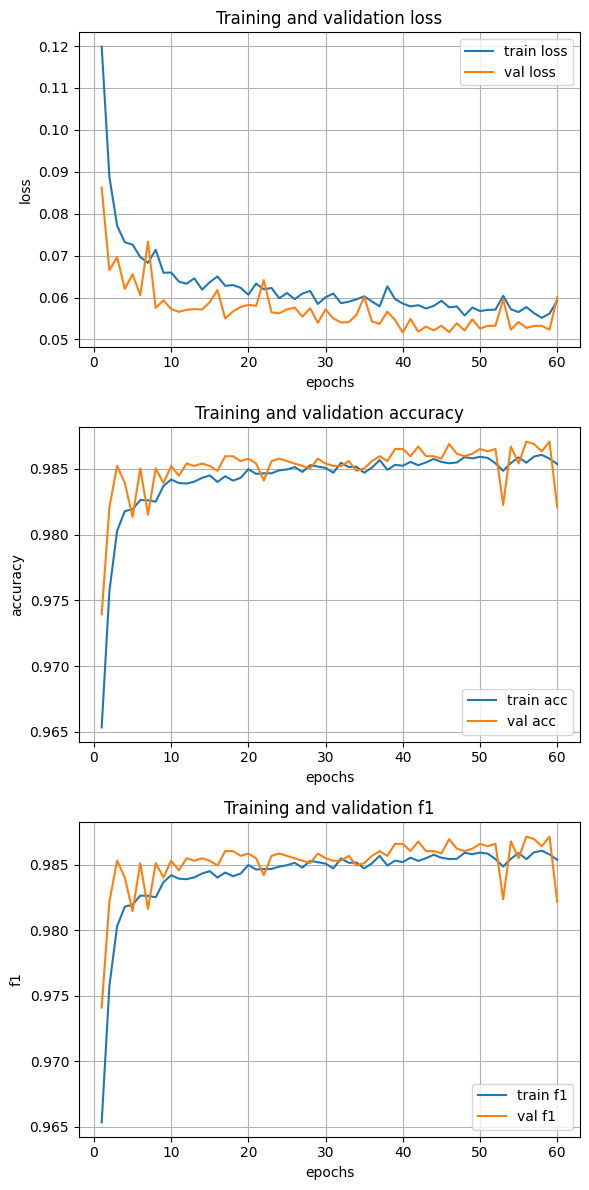 Training and validation loss
0.12
0.11
0.10
0.09
0.08
0.07
0.06
0.05
loss
train loss
val loss
0 10 20 30 40 50 60
epochs
Training and validation accuracy
0.985
0.980
0.975
0.970
0.965
accuracy
train acc
val acc
0 10 20 30 40 50 60
epochs
Training and validation f1
0.985
0.980
0.975
0.970
0.965
f1
train f1
val f1
0 10 20 30 40 50 60
epochs